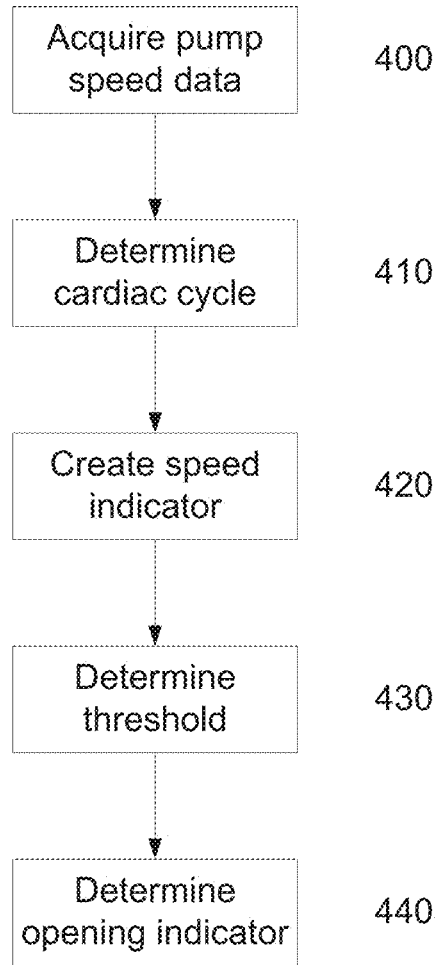 Acquire pump
speed data
400
Determine
cardiac cycle
410
Create speed
indicator
420
Determine
threshold
430
Determine
opening indicator
440